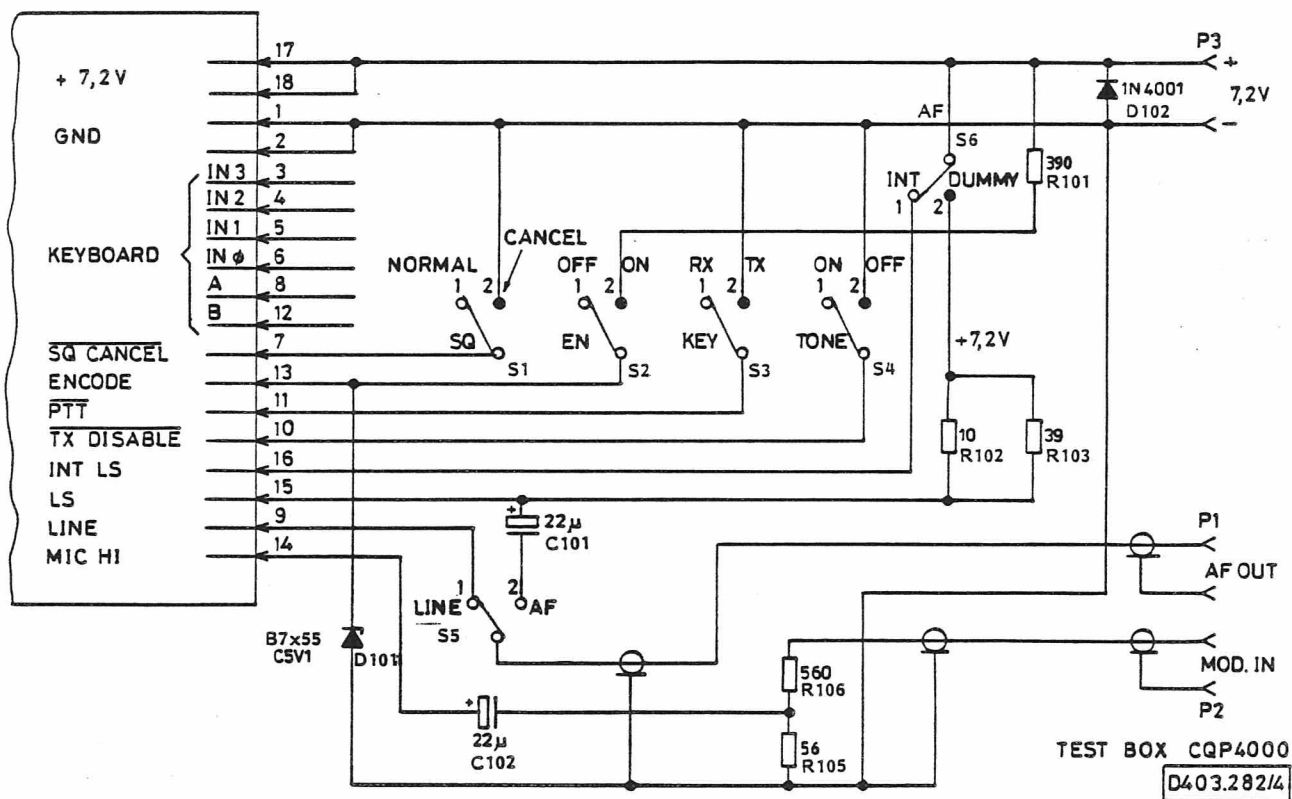 + 7,2V
GND
KEYBOARD
IN 3
IN 2
IN 1
IN ϕ
A
B
SQ CANCEL
ENCODE
PTT
TX DISABLE
INT LS
LS
LINE
MIC HI
17
18
1
2
3
4
5
6
8
12
7
13
11
10
16
15
9
14
NORMAL
1 2
CANCEL
SQ
S1
OFF ON
1 2
EN
S2
RX TX
1 2
KEY
S3
ON OFF
1 2
TONE
S4
AF
S6
INT DUMMY
1 2
+7,2V
390
R101
1N4001
D102
P3
+
7,2V
-
10
R102
39
R103
+
22μ
C101
1 2
LINE AF
S5
B7x55
C5V1
D101
+
22μ
C102
560
R106
56
R105
P1
AF OUT
MOD. IN
P2
TEST BOX CQP4000
D403.282/4